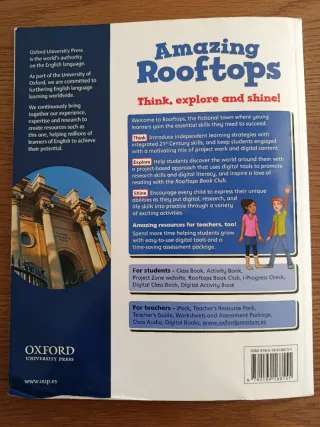 Oxford University Press
is the world's authority
on the English language.
As part of the University of
Oxford, we are committed to
furthering English language
learning worldwide.
We continuously bring
together our experience,
expertise and research to
create resources such as
this one, helping millions of
learners of English to achieve
their potential.
OXFORD
UNIVERSITY PRESS
www.oup.es
Amazing
Rooftops
Think, explore and shine!
Welcome to Rooftops, the fictional town where young
learners gain the essential skills they need to succeed.
Think Introduces independent learning strategies with
integrated 21st Century skills, and keep students engaged
with a motivating mix of project work and digital content.
Explore Help students discover the world around them with
a project-based approach that uses digital tools to promote
research skills and digital literacy, and inspire a love of
reading with the Rooftops Book Club.
Shine Encourage every child to express their unique
abilities as they put digital, research, and
life skills into practice through a variety
of exciting activities.
Amazing resources for teachers, too!
Spend more time helping students grow
with easy-to-use digital tools and a
time-saving assessment package.
For students – Class Book, Activity Book,
Project Zone website, Rooftops Book Club, i-Progress Check,
Digital Class Book, Digital Activity Book
For teachers – iPack, Teacher's Resource Pack,
Teacher's Guide, Worksheets and Assessment Package,
Class Audio, Digital Books, www.oxfordpremium.es